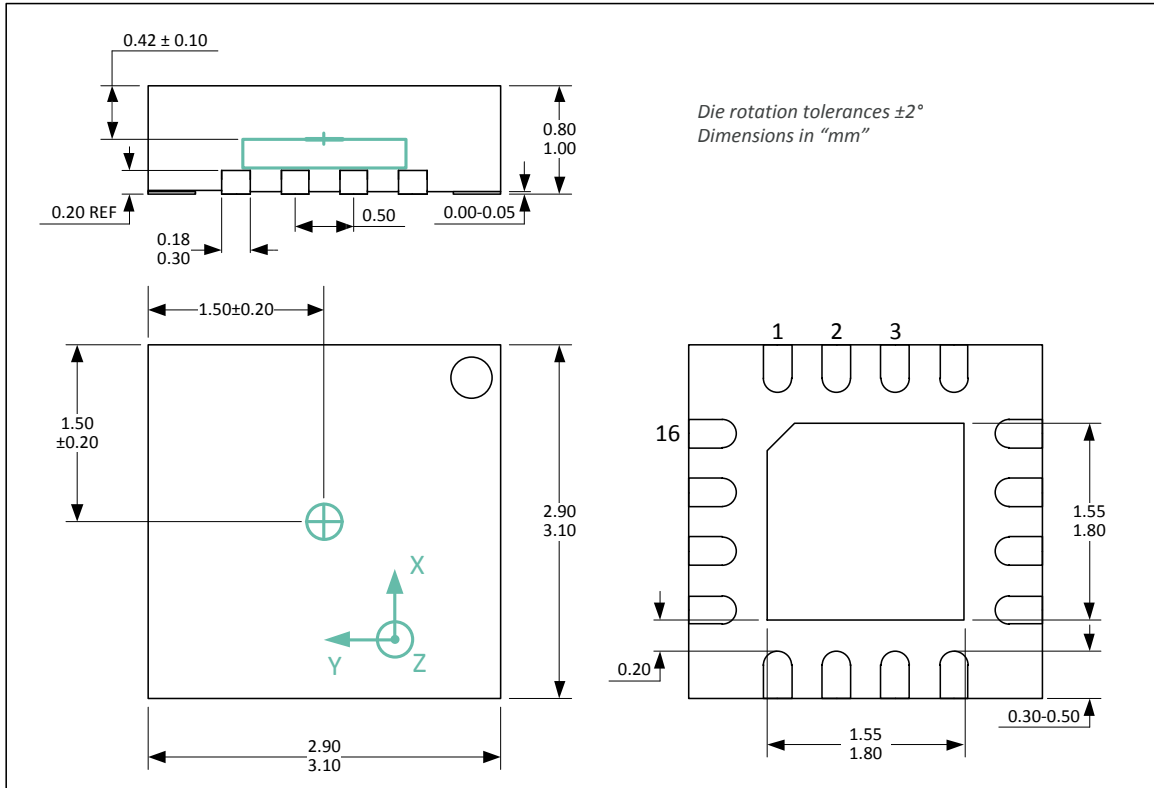 0.42 ± 0.10
Die rotation tolerances ±2°
Dimensions in “mm”
0.80
1.00
0.20 REF
0.50
0.00-0.05
0.18
0.30
1.50±0.20
1 2 3
1.50
±0.20
16
2.90
3.10
1.55
1.80
X
Y Z
0.20
0.30-0.50
1.55
1.80
2.90
3.10